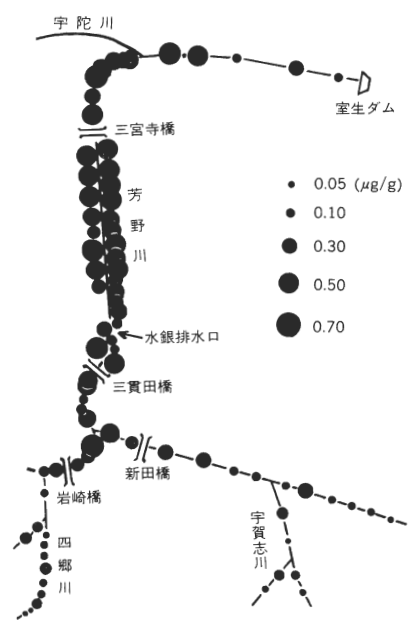 宇陀川
室生ダム
三宮寺橋
芳野川
0.05 (μg/g)
0.10
0.30
0.50
0.70
水銀排水口
三貫田橋
新田橋
岩崎橋
宇賀志川
四郷川